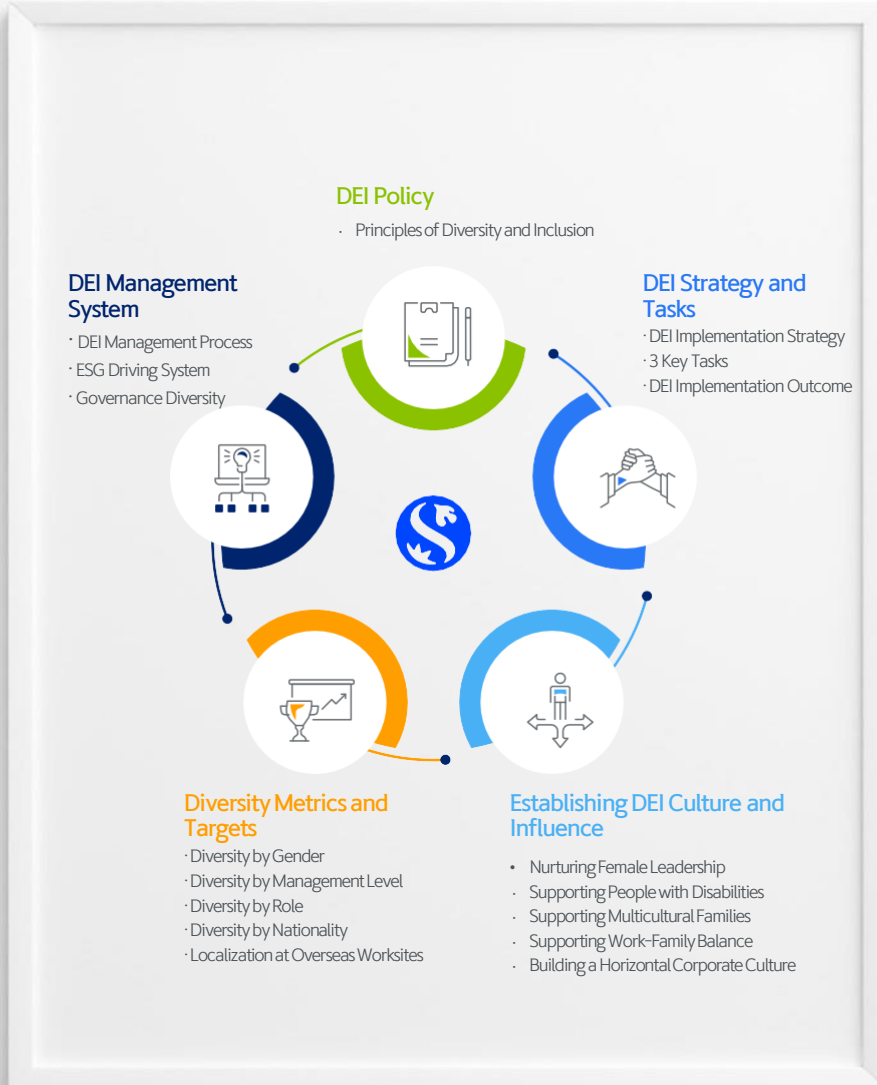 DEI Policy
· Principles of Diversity and Inclusion
DEI Management
System
· DEI Management Process
· ESG Driving System
· Governance Diversity
DEI Strategy and
Tasks
· DEI Implementation Strategy
· 3 Key Tasks
· DEI Implementation Outcome
Diversity Metrics and
Targets
· Diversity by Gender
· Diversity by Management Level
· Diversity by Role
· Diversity by Nationality
· Localization at Overseas Worksites
Establishing DEI Culture and
Influence
• Nurturing Female Leadership
· Supporting People with Disabilities
· Supporting Multicultural Families
· Supporting Work-Family Balance
· Building a Horizontal Corporate Culture